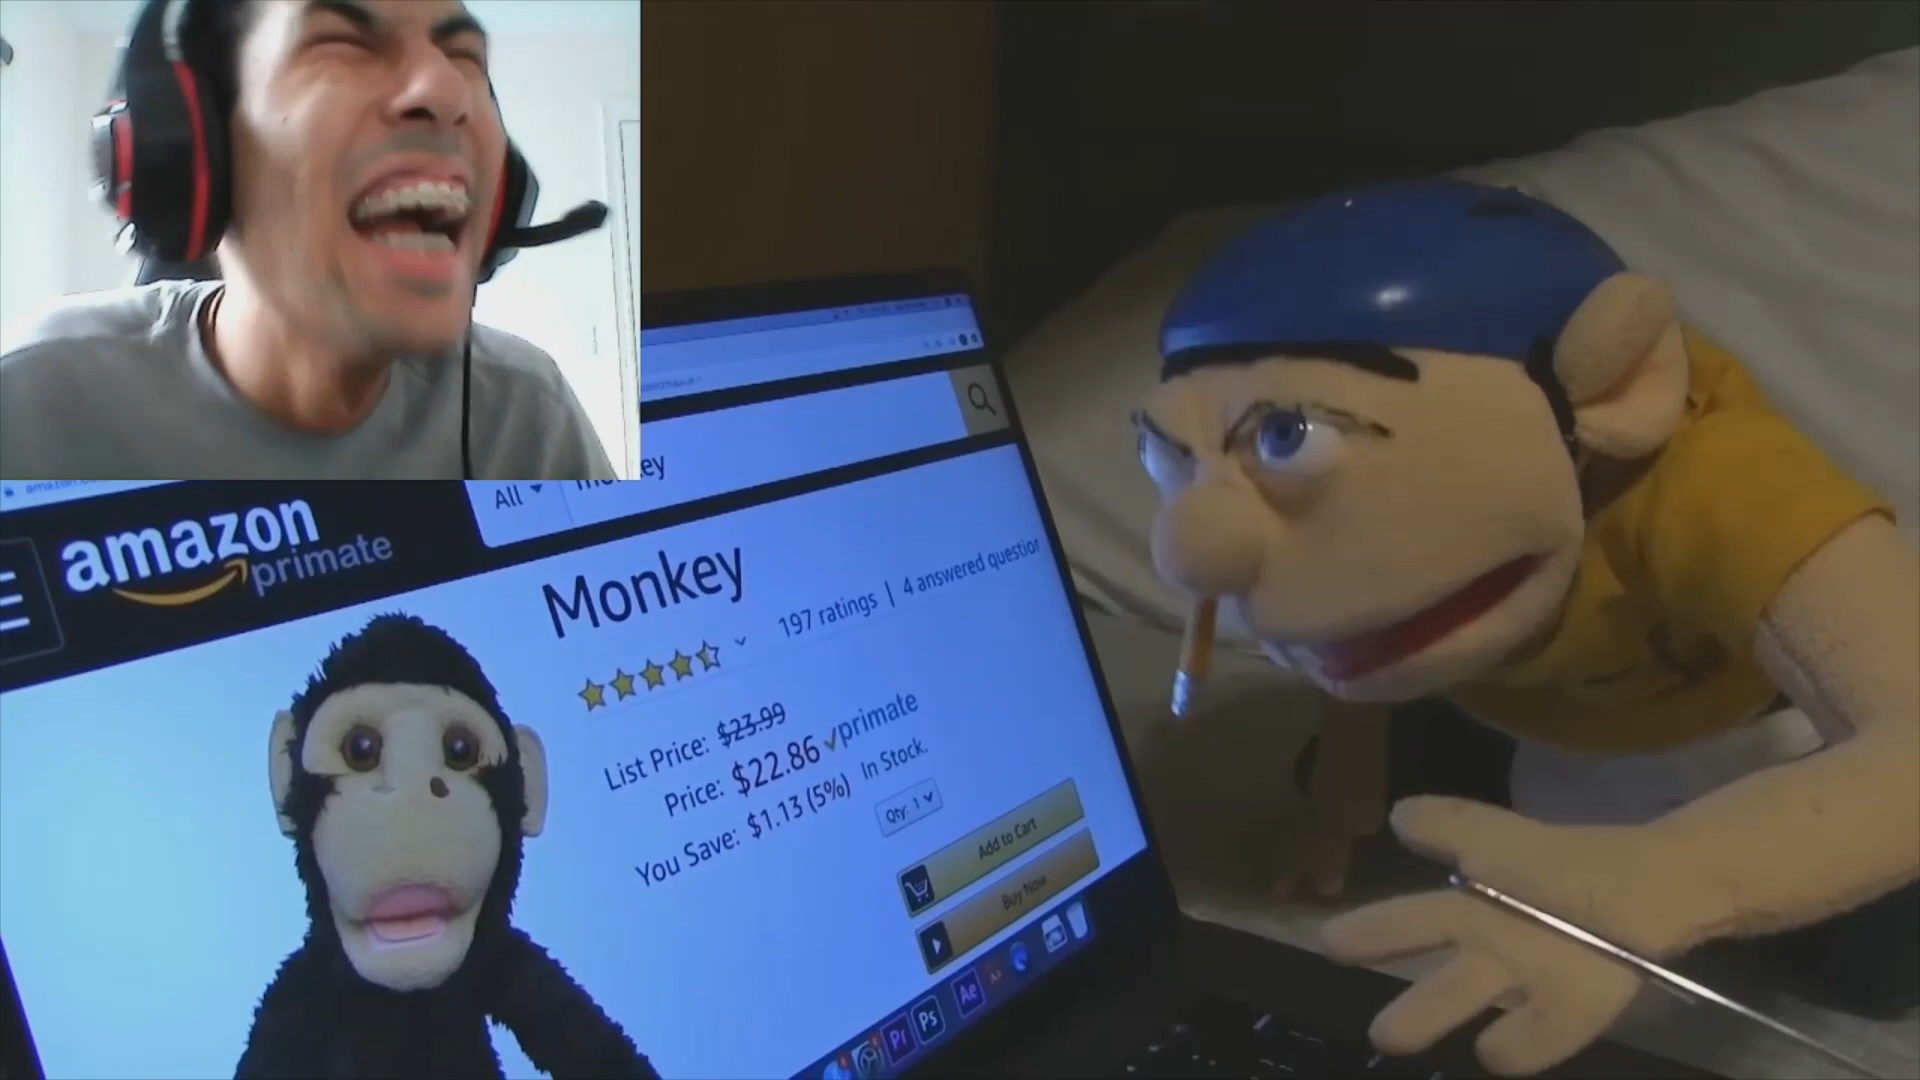 amazon
primate
All
Monkey
197 ratings | 4 answered question
List Price: $23.99
Price: $22.86 ✓primate
You Save: $1.13 (5%) In Stock.
Qty: 1
Add to Cart
Buy Now
Pr
Ps
Ae